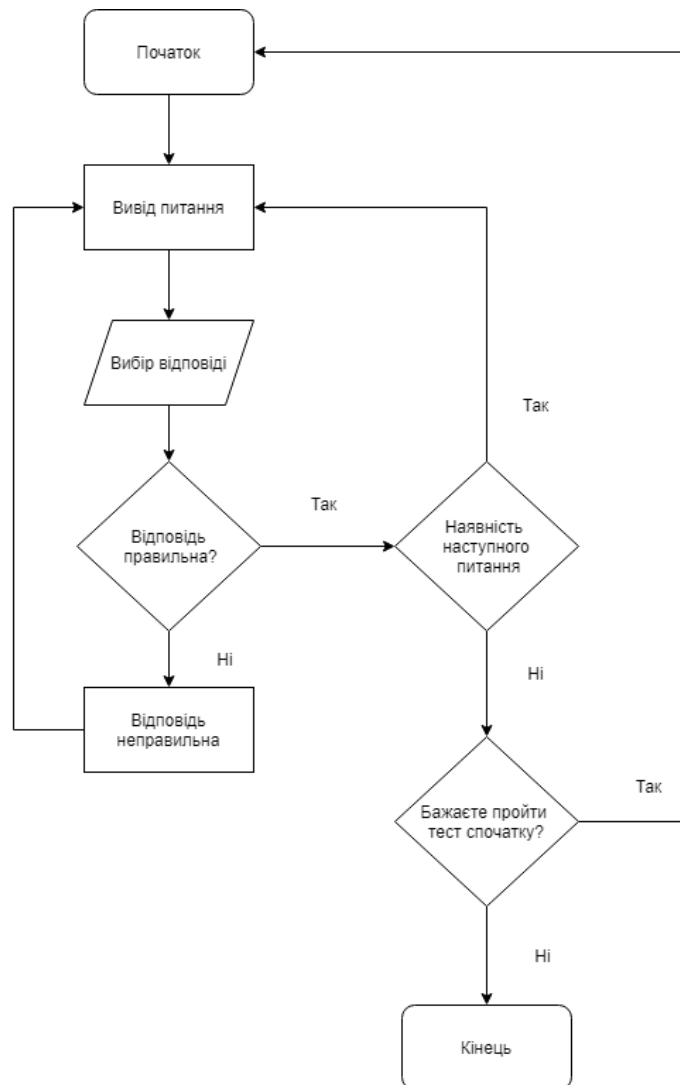 Початок
Вивід питання
Вибір відповіді
Так
Відповідь
правильна?
Так
Наявність
наступного
питання
Ні
Ні
Відповідь
неправильна
Так
Бажаєте пройти
тест спочатку?
Ні
Кінець